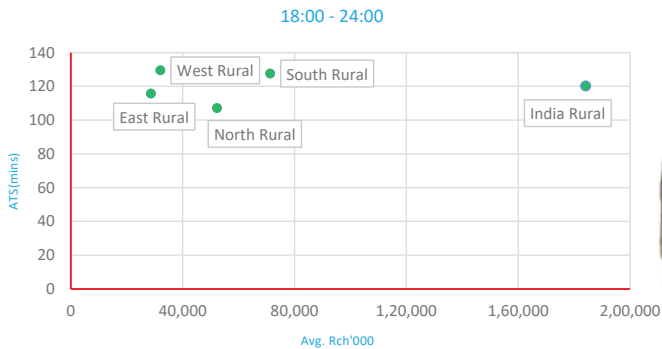 18:00 - 24:00
140
120
100
80
60
40
20
0
ATS(mins)
West Rural
South Rural
East Rural
North Rural
India Rural
0 40,000 80,000 1,20,000 1,60,000 2,00,000
Avg. Rch'000